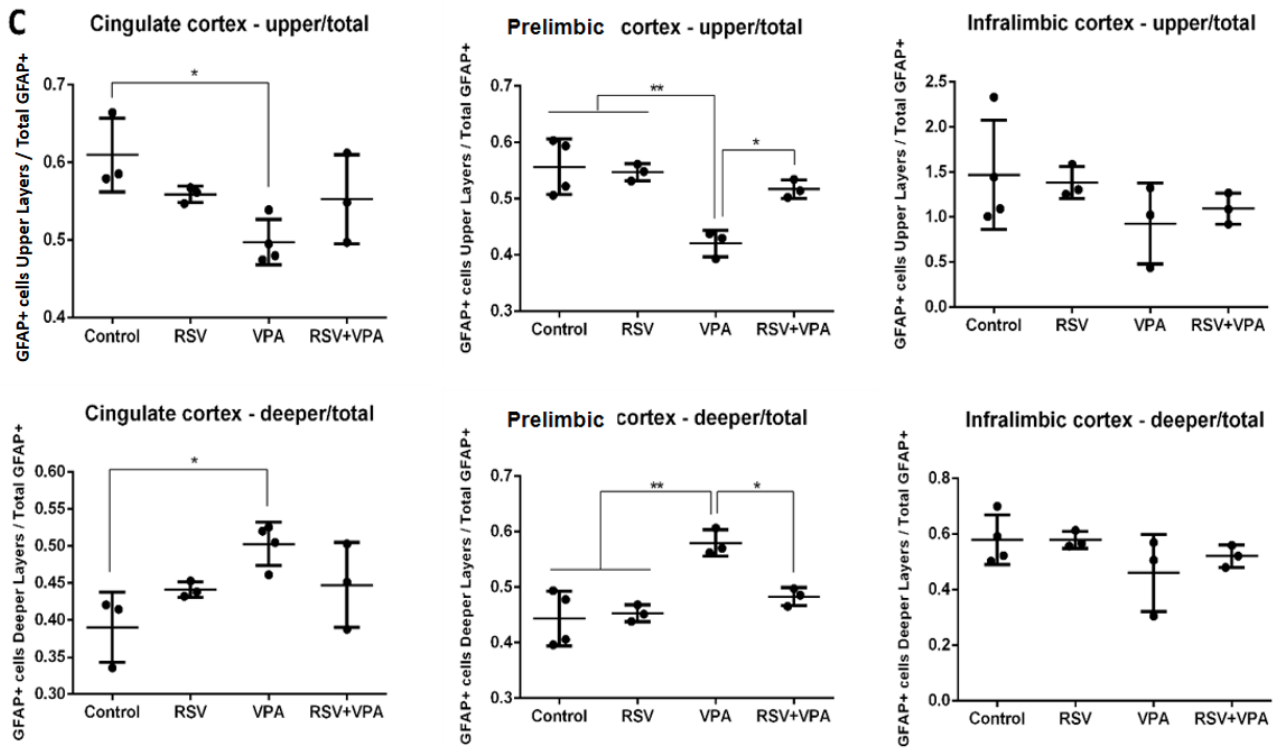 C
Cingulate cortex - upper/total
GFAP+ cells Upper Layers / Total GFAP+
0.7
0.6
0.5
0.4
*
Control RSV VPA RSV+VPA
Prelimbic cortex - upper/total
GFAP+ cells Upper Layers / Total GFAP+
0.7
0.6
0.5
0.4
0.3
**
*
Control RSV VPA RSV+VPA
Infralimbic cortex - upper/total
GFAP+ cells Upper Layers / Total GFAP+
2.5
2.0
1.5
1.0
0.5
0.0
Control RSV VPA RSV+VPA
Cingulate cortex - deeper/total
GFAP+ cells Deeper Layers / Total GFAP+
0.60
0.55
0.50
0.45
0.40
0.35
0.30
*
Control RSV VPA RSV+VPA
Prelimbic cortex - deeper/total
GFAP+ cells Deeper Layers / Total GFAP+
0.7
0.6
0.5
0.4
0.3
**
*
Control RSV VPA RSV+VPA
Infralimbic cortex - deeper/total
GFAP+ cells Deeper Layers / Total GFAP+
0.8
0.6
0.4
0.2
0.0
Control RSV VPA RSV+VPA